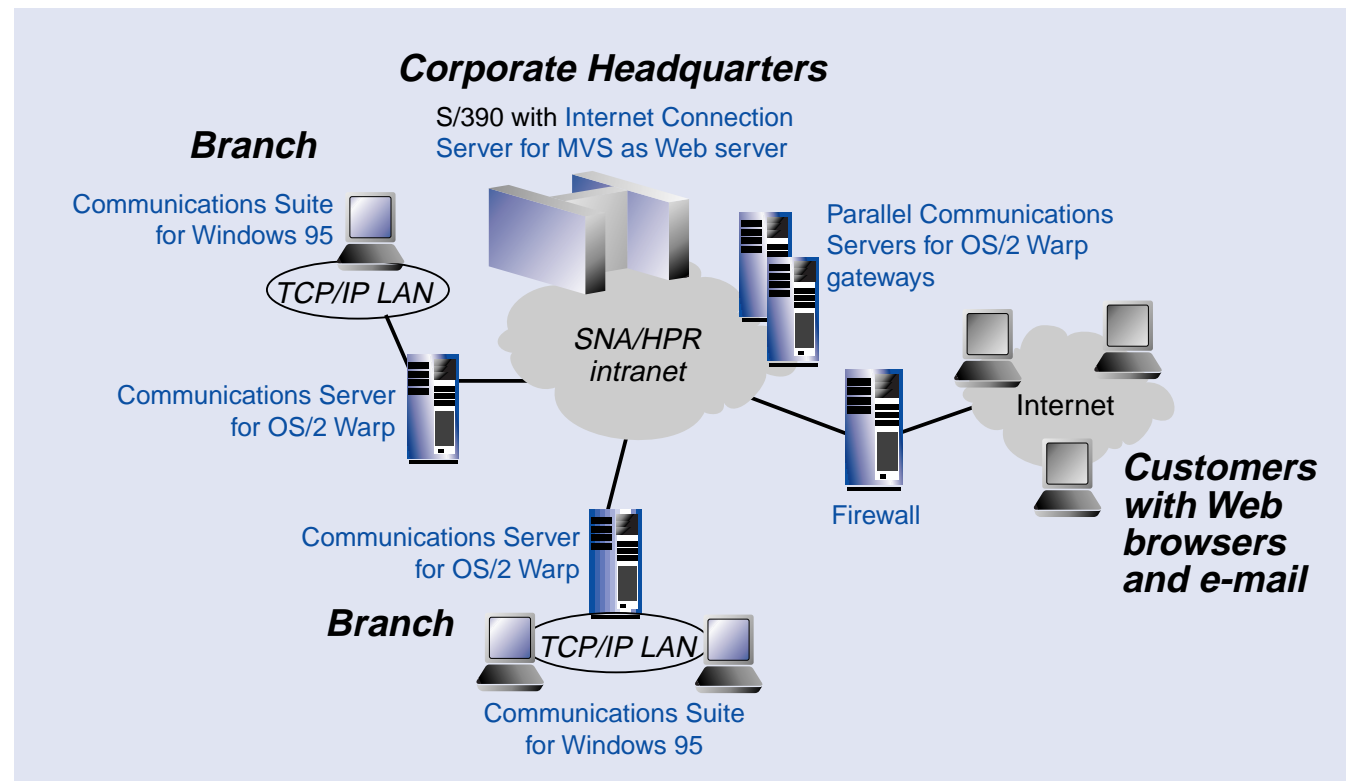 Corporate Headquarters
S/390 with Internet Connection
Server for MVS as Web server
Branch
Communications Suite
for Windows 95
TCP/IP LAN
Parallel Communications
Servers for OS/2 Warp
gateways
SNA/HPR
intranet
Communications Server
for OS/2 Warp
Internet
Firewall
Customers
with Web
browsers
and e-mail
Communications Server
for OS/2 Warp
Branch
TCP/IP LAN
Communications Suite
for Windows 95